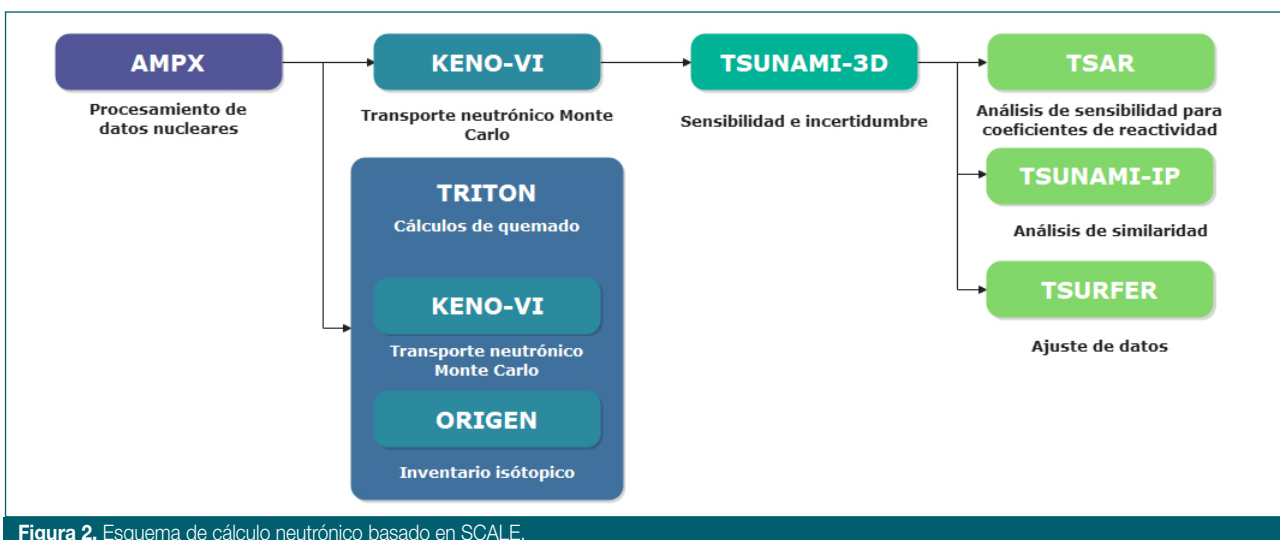 AMPX
Procesamiento de
datos nucleares
KENO-VI
Transporte neutrónico Monte
Carlo
TSUNAMI-3D
Sensibilidad e incertidumbre
TSAR
Análisis de sensibilidad para
coeficientes de reactividad
TSUNAMI-IP
Análisis de similaridad
TSURFER
Ajuste de datos
TRITON
Cálculos de quemado
KENO-VI
Transporte neutrónico
Monte Carlo
ORIGEN
Inventario isótopico
Figura 2. Esquema de cálculo neutrónico basado en SCALE.